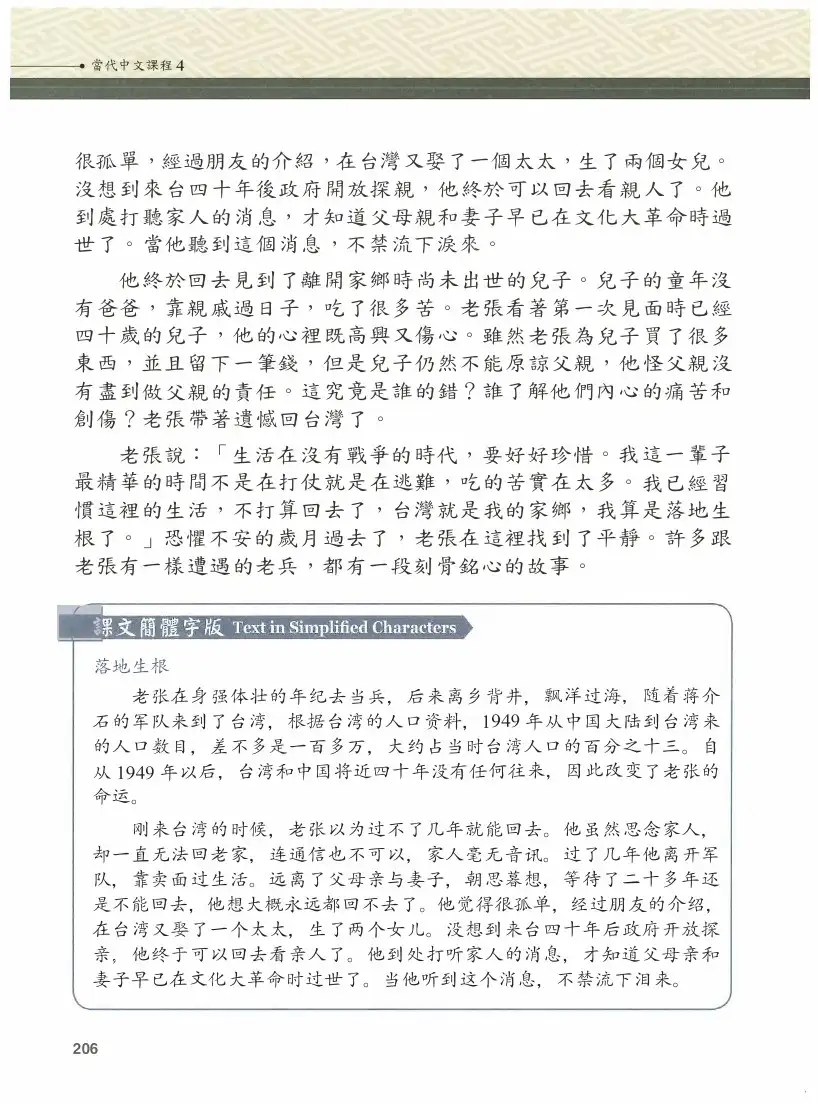 當代中文課程 4
很孤單，經過朋友的介紹，在台灣又娶了一個太太，生了兩個女兒。
沒想到來台四十年後政府開放探親，他終於可以回去看親人了。他
到處打聽家人的消息，才知道父母親和妻子早已在文化大革命時過
世了。當他聽到這個消息，不禁流下淚來。
他終於回去見到了離開家鄉時尚未出世的兒子。兒子的童年沒
有爸爸，靠親戚過日子，吃了很多苦。老張看著第一次見面時已經
四十歲的兒子，他的心裡既高興又傷心。雖然老張為兒子買了很多
東西，並且留下一筆錢，但是兒子仍然不能原諒父親，他怪父親沒
有盡到做父親的責任。這究竟是誰的錯？誰了解他們內心的痛苦和
創傷？老張帶著遺憾回台灣了。
老張說：「生活在沒有戰爭的時代，要好好珍惜。我這一輩子
最精華的時間不是在打仗就是在逃難，吃的苦實在太多。我已經習
慣這裡的生活，不打算回去了，台灣就是我的家鄉，我算是落地生
根了。」恐懼不安的歲月過去了，老張在這裡找到了平靜。許多跟
老張有一樣遭遇的老兵，都有一段刻骨銘心的故事。
課文簡體字版 Text in Simplified Characters
落地生根
老张在身强体壮的年纪去当兵，后来离乡背井，飘洋过海，随着蒋介
石的军队来到了台湾，根据台湾的人口资料，1949 年从中国大陆到台湾来
的人口数目，差不多是一百多万，大约占当时台湾人口的百分之十三。自
从 1949 年以后，台湾和中国将近四十年没有任何往来，因此改变了老张的
命运。
刚来台湾的时候，老张以为过不了几年就能回去。他虽然思念家人，
却一直无法回老家，连通信也不可以，家人毫无音讯。过了几年他离开军
队，靠卖面过生活。远离了父母亲与妻子，朝思暮想，等待了二十多年还
是不能回去，他想大概永远都回不去了。他觉得很孤单，经过朋友的介绍，
在台湾又娶了一个太太，生了两个女儿。没想到来台四十年后政府开放探
亲，他终于可以回去看亲人了。他到处打听家人的消息，才知道父母亲和
妻子早已在文化大革命时过世了。当他听到这个消息，不禁流下泪来。
206